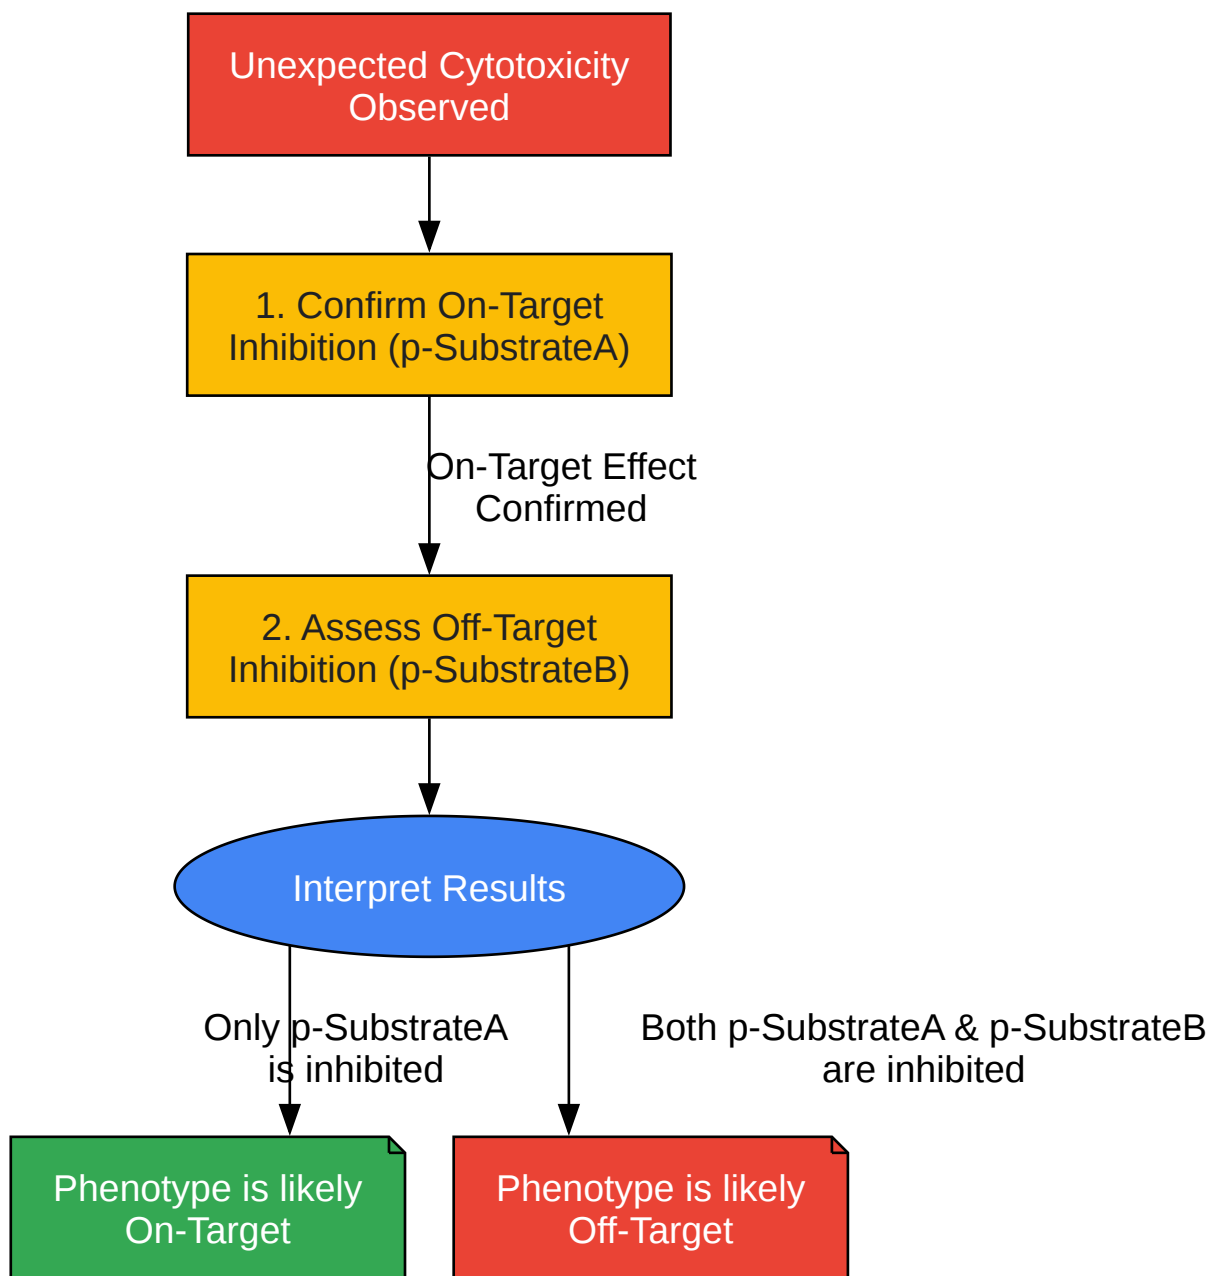 Unexpected Cytotoxicity
Observed
1. Confirm On-Target
Inhibition (p-SubstrateA)
On-Target Effect
Confirmed
2. Assess Off-Target
Inhibition (p-SubstrateB)
Interpret Results
Only p-SubstrateA
is inhibited
Both p-SubstrateA & p-SubstrateB
are inhibited
Phenotype is likely
On-Target
Phenotype is likely
Off-Target